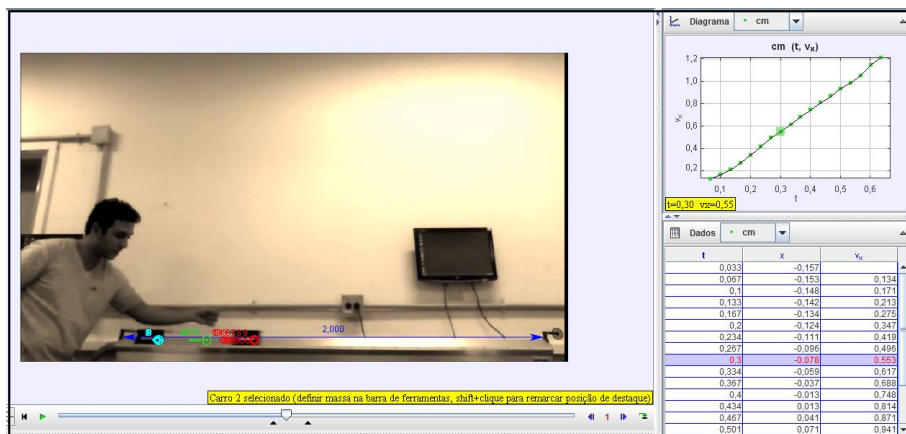 Diagrama cm
cm (t, vx)
1,2
1,0
0,8
0,6
0,4
0,2
vx
0,1 0,2 0,3 0,4 0,5 0,6
t
t=0,30 vx=0,55
Dados cm
t x vx
0,033 -0,157
0,067 -0,153 0,134
0,1 -0,148 0,171
0,133 -0,142 0,213
0,167 -0,134 0,275
0,2 -0,124 0,347
0,234 -0,111 0,419
0,267 -0,096 0,496
0,3 -0,078 0,553
0,334 -0,059 0,617
0,367 -0,037 0,688
0,4 -0,013 0,748
0,434 0,013 0,814
0,467 0,041 0,871
0,501 0,071 0,941
2,000
Carro 2 selecionado (definir massa na barra de ferramentas, shift+clique para remarcar posição de destaque)
1